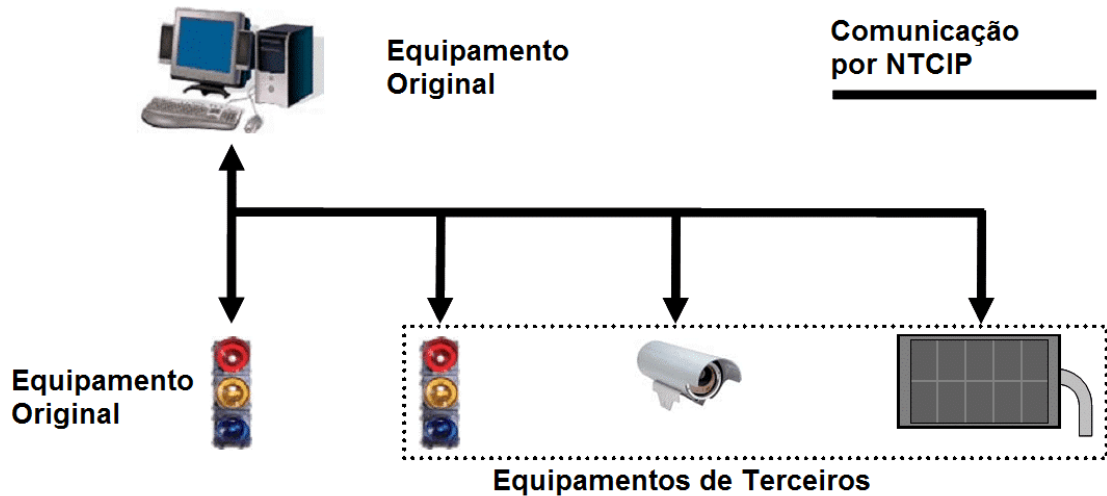 Equipamento
Original
Comunicação
por NTCIP
Equipamento
Original
Equipamentos de Terceiros